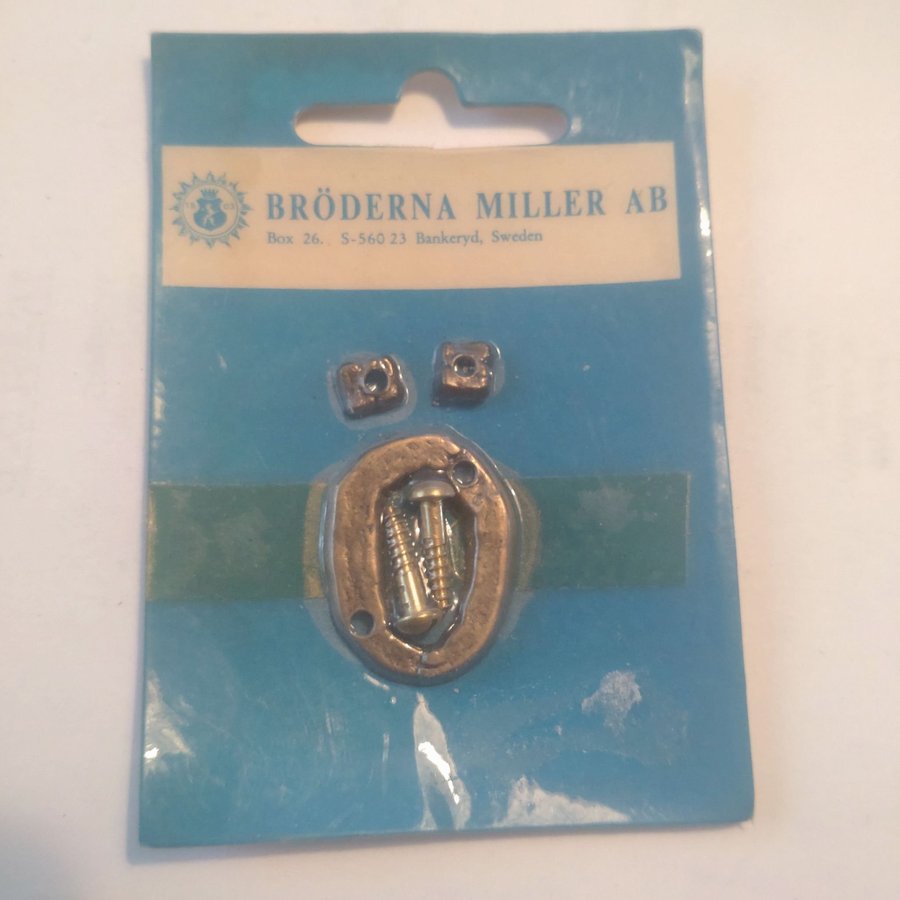 BRÖDERNA MILLER AB
Box 26. S-560 23 Bankeryd, Sweden